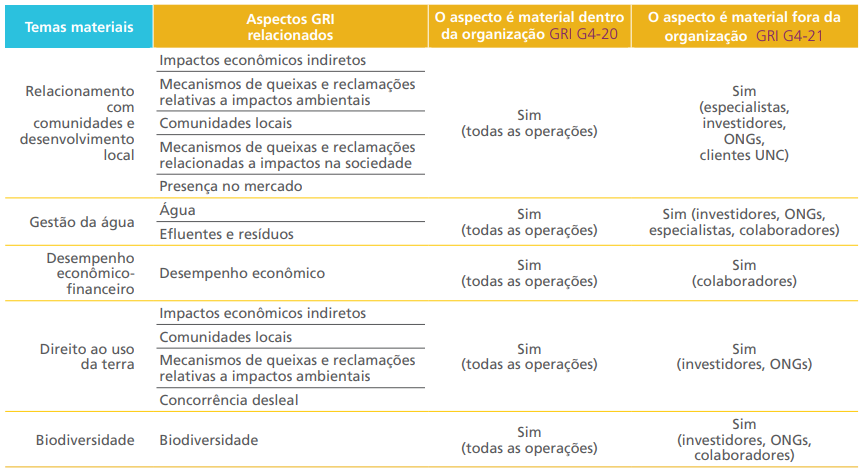 Temas materiais
Aspectos GRI
relacionados
O aspecto é material dentro
da organização GRI G4-20
O aspecto é material fora da
organização GRI G4-21
Relacionamento
com
comunidades e
desenvolvimento
local
Impactos econômicos indiretos
Mecanismos de queixas e reclamações
relativas a impactos ambientais
Comunidades locais
Mecanismos de queixas e reclamações
relacionadas a impactos na sociedade
Presença no mercado
Sim
(todas as operações)
Sim
(especialistas,
investidores,
ONGs,
clientes UNC)
Gestão da água
Água
Efluentes e resíduos
Sim
(todas as operações)
Sim (investidores, ONGs,
especialistas, colaboradores)
Desempenho
econômico-
financeiro
Desempenho econômico
Sim
(todas as operações)
Sim
(colaboradores)
Direito ao uso
da terra
Impactos econômicos indiretos
Comunidades locais
Mecanismos de queixas e reclamações
relativas a impactos ambientais
Concorrência desleal
Sim
(todas as operações)
Sim
(investidores, ONGs)
Biodiversidade
Biodiversidade
Sim
(todas as operações)
Sim
(investidores, ONGs,
colaboradores)